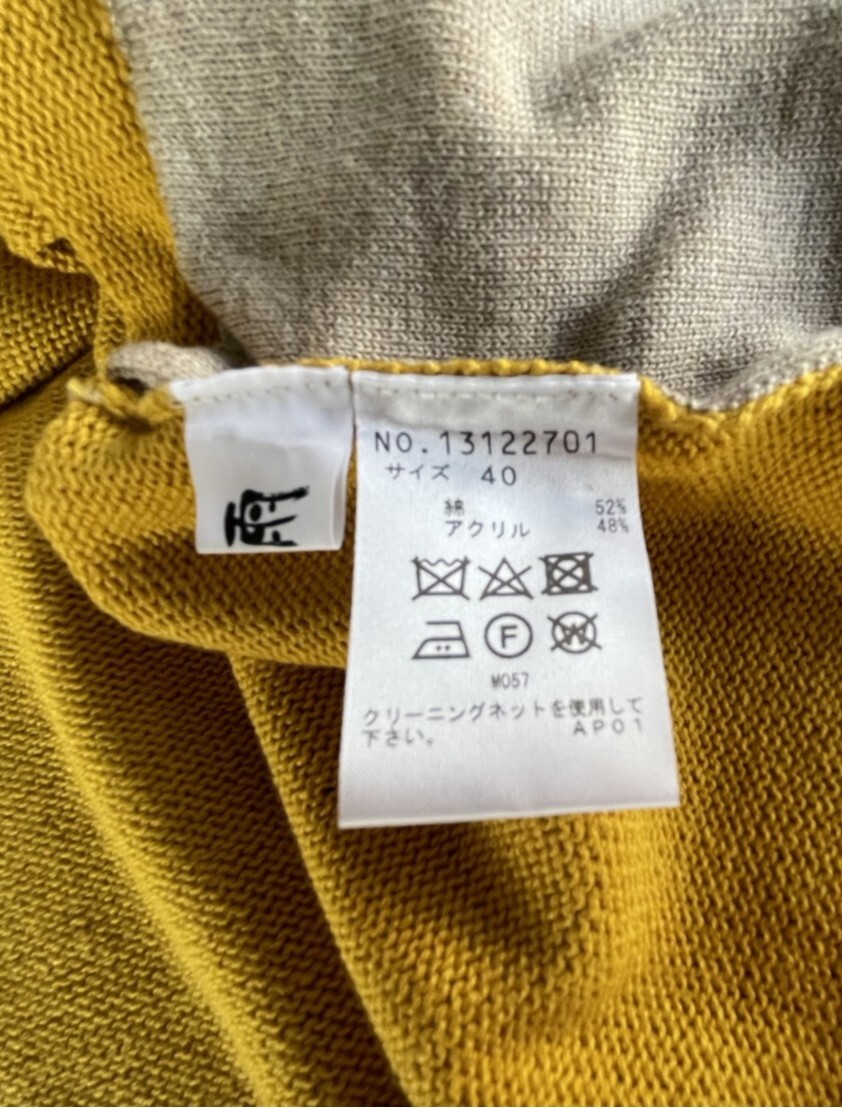 NO.13122701
サイズ 40
綿 52%
アクリル 48%
F
W
M057
クリーニングネットを使用して
下さい。 AP01